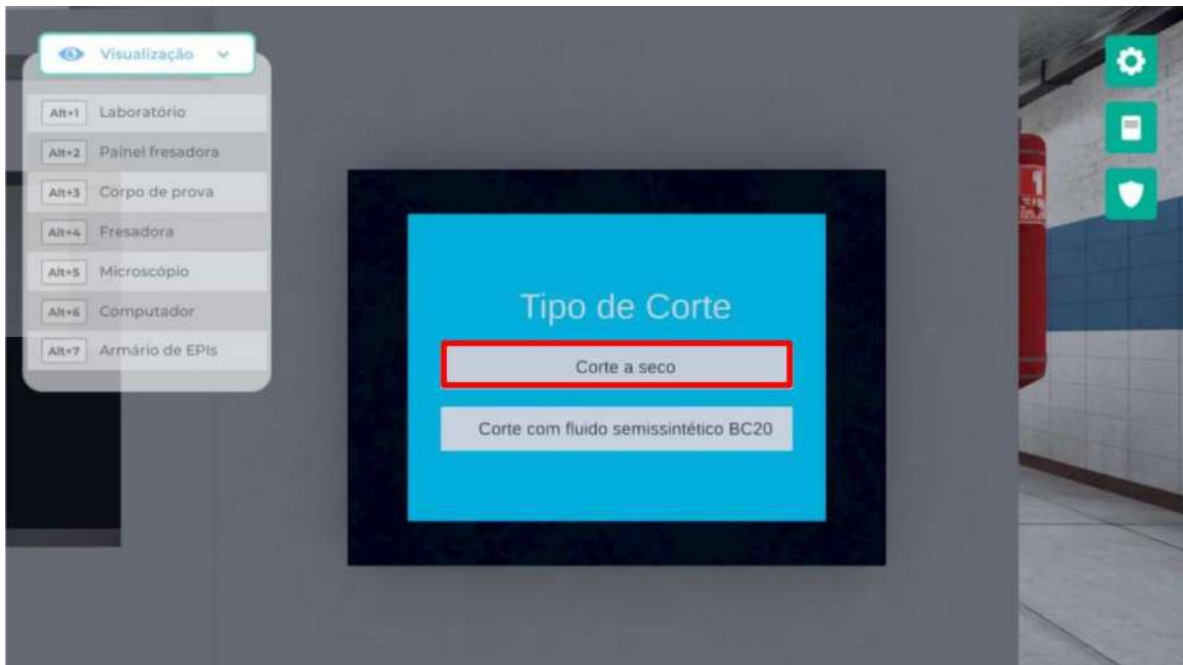 Visualização
Alt+1 Laboratório
Alt+2 Painel fresadora
Alt+3 Corpo de prova
Alt+4 Fresadora
Alt+5 Microscópio
Alt+6 Computador
Alt+7 Armário de EPIs
Tipo de Corte
Corte a seco
Corte com fluido semissintético BC20
1